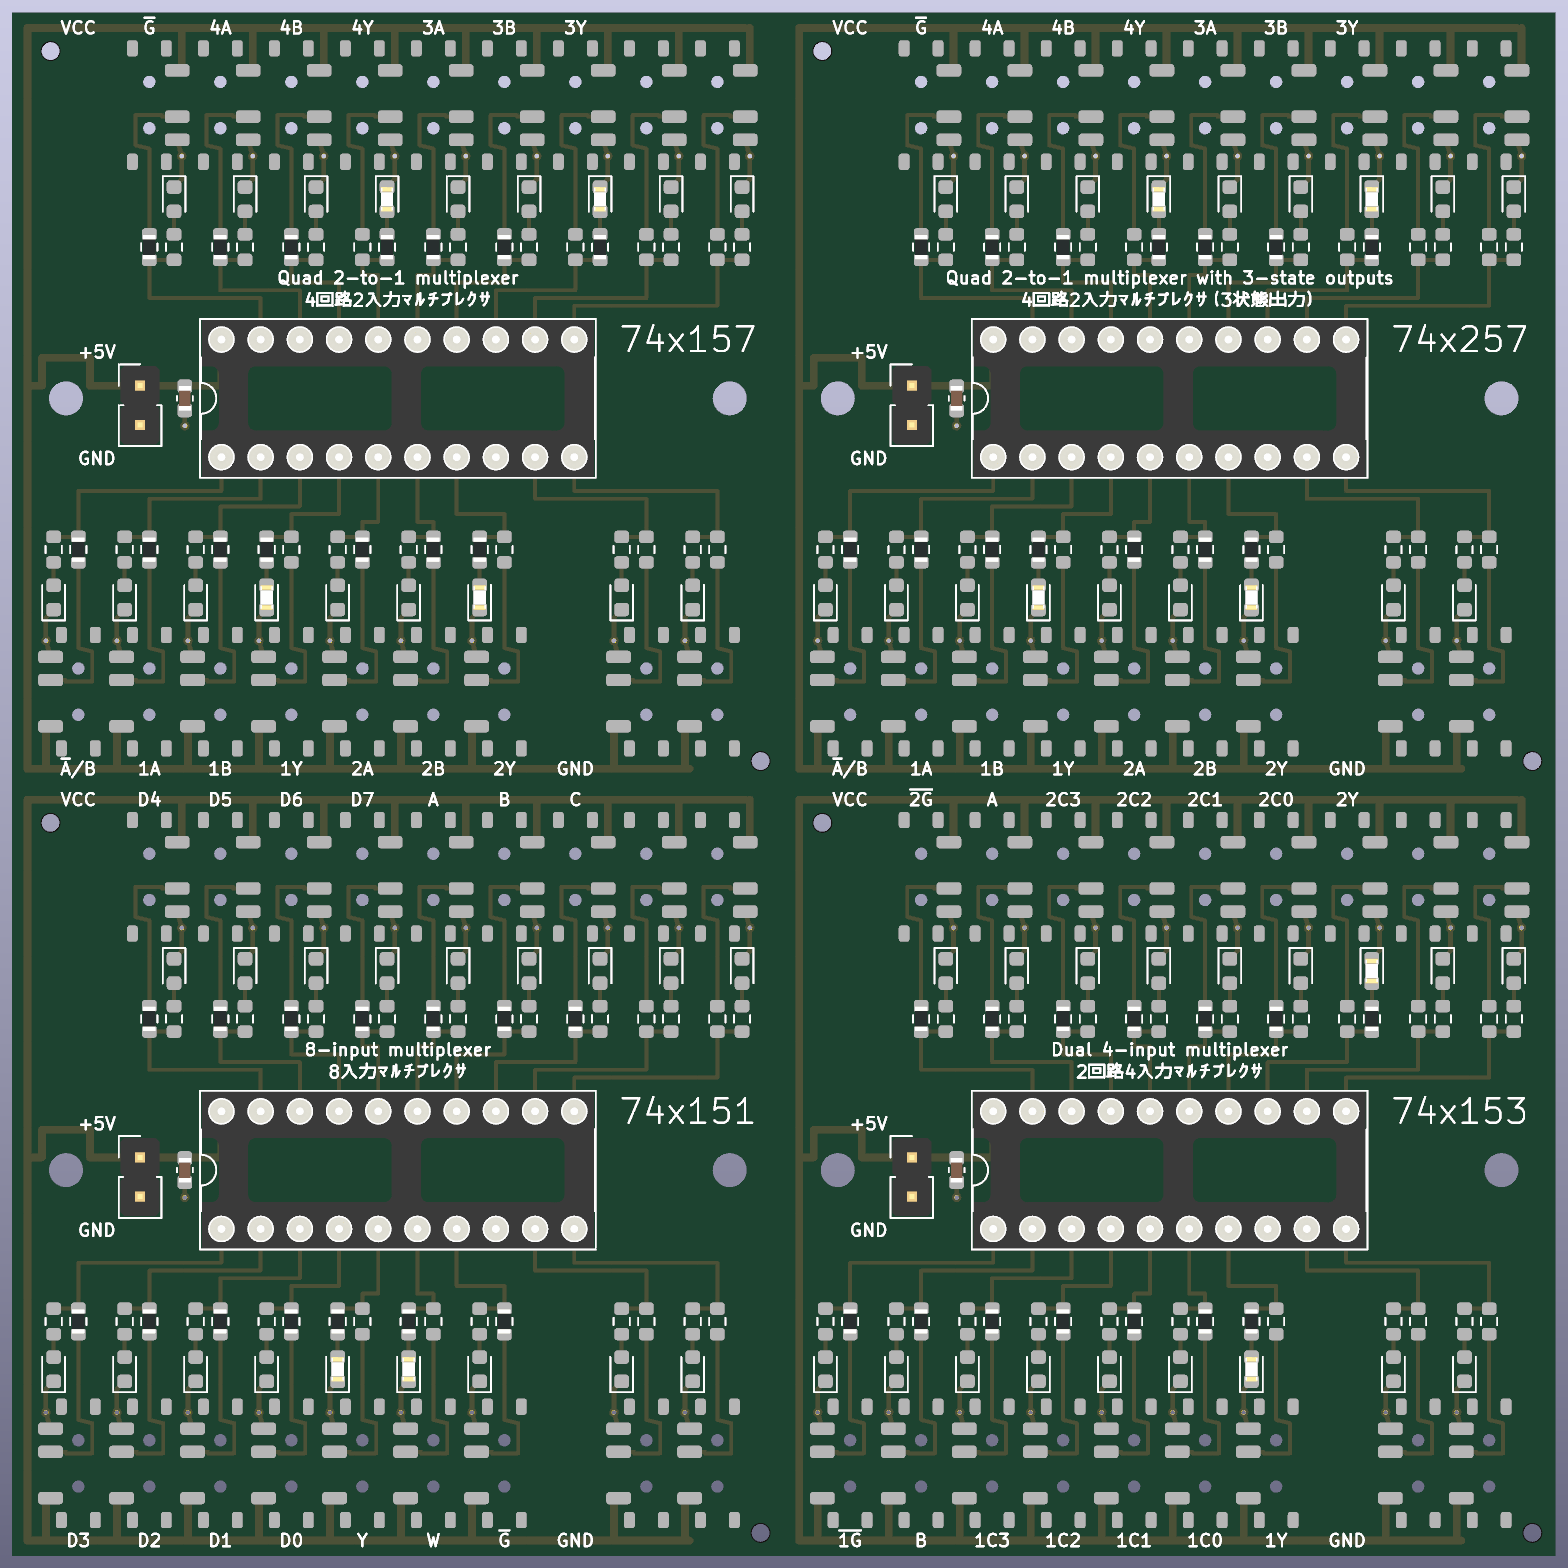 VCC G̅ 4A 4B 4Y 3A 3B 3Y
Quad 2-to-1 multiplexer
4回路2入力マルチプレクサ
74x157
+5V
GND
A̅/B 1A 1B 1Y 2A 2B 2Y GND
VCC G̅ 4A 4B 4Y 3A 3B 3Y
Quad 2-to-1 multiplexer with 3-state outputs
4回路2入力マルチプレクサ (3状態出力)
74x257
+5V
GND
A̅/B 1A 1B 1Y 2A 2B 2Y GND
VCC D4 D5 D6 D7 A B C
8-input multiplexer
8入力マルチプレクサ
74x151
+5V
GND
D3 D2 D1 D0 Y W G̅ GND
VCC 2̅G̅ A 2C3 2C2 2C1 2C0 2Y
Dual 4-input multiplexer
2回路4入力マルチプレクサ
74x153
+5V
GND
1̅G̅ B 1C3 1C2 1C1 1C0 1Y GND